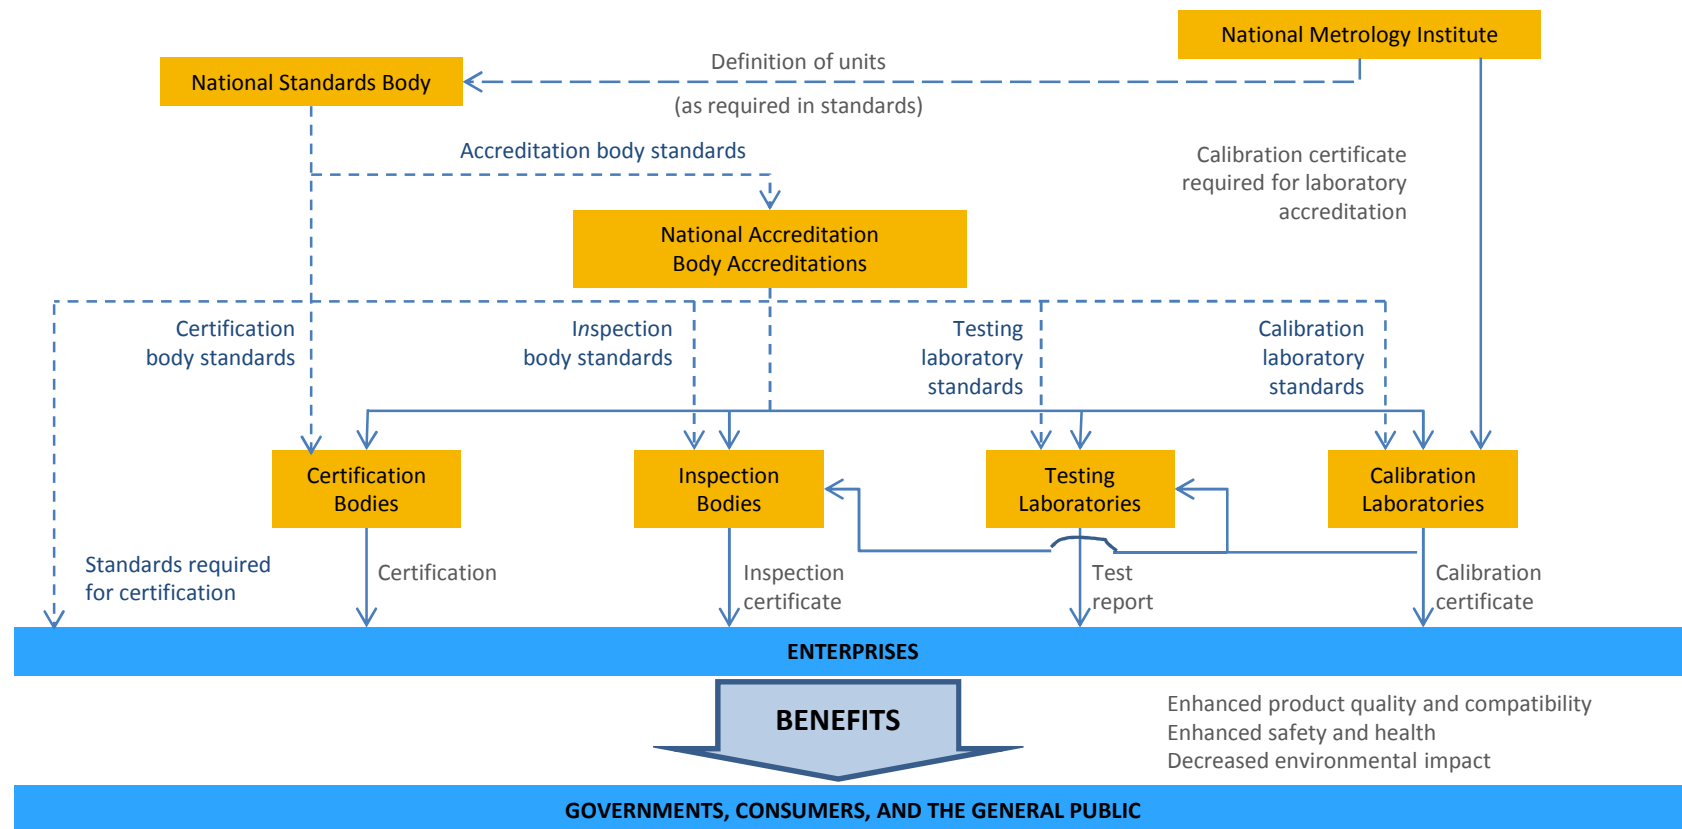 National Metrology Institute
Definition of units
National Standards Body
(as required in standards)
Accreditation body standards
Calibration certificate
required for laboratory
accreditation
National Accreditation
Body Accreditations
Certification
body standards
Inspection
body standards
Testing
laboratory
standards
Calibration
laboratory
standards
Certification
Bodies
Inspection
Bodies
Testing
Laboratories
Calibration
Laboratories
Standards required
for certification
Certification
Inspection
certificate
Test
report
Calibration
certificate
ENTERPRISES
BENEFITS
Enhanced product quality and compatibility
Enhanced safety and health
Decreased environmental impact
GOVERNMENTS, CONSUMERS, AND THE GENERAL PUBLIC